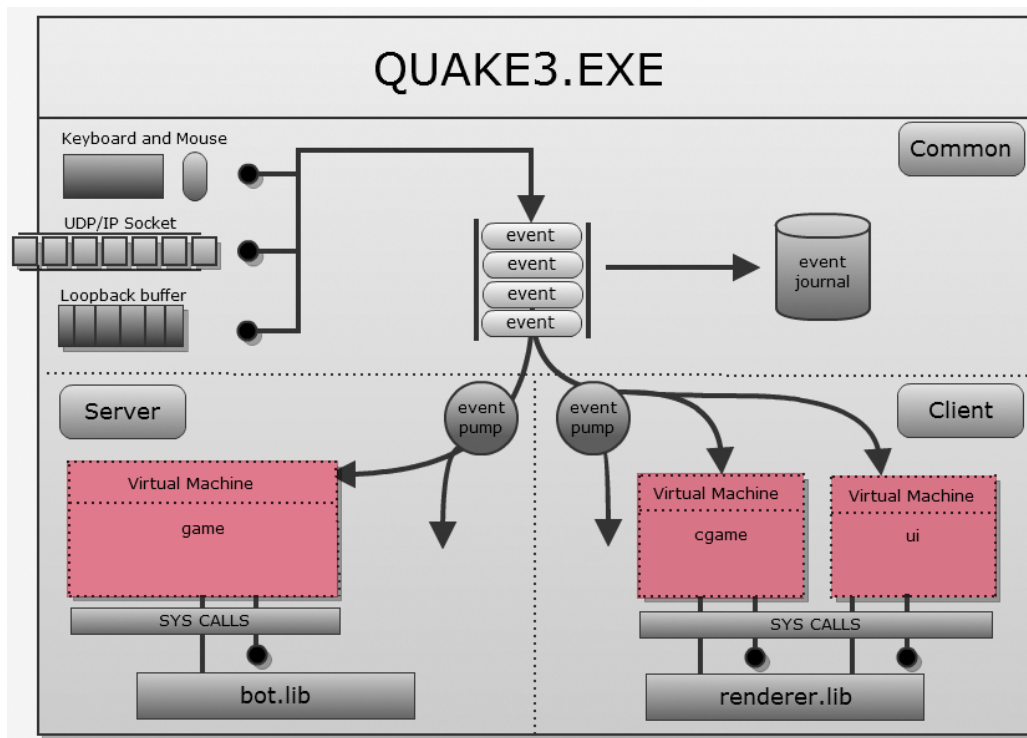 QUAKE3.EXE
Keyboard and Mouse
Common
UDP/IP Socket
event
event
event
event
event
journal
Loopback buffer
Server
event
pump
event
pump
Client
Virtual Machine
game
Virtual Machine
cgame
Virtual Machine
ui
SYS CALLS
SYS CALLS
bot.lib
renderer.lib